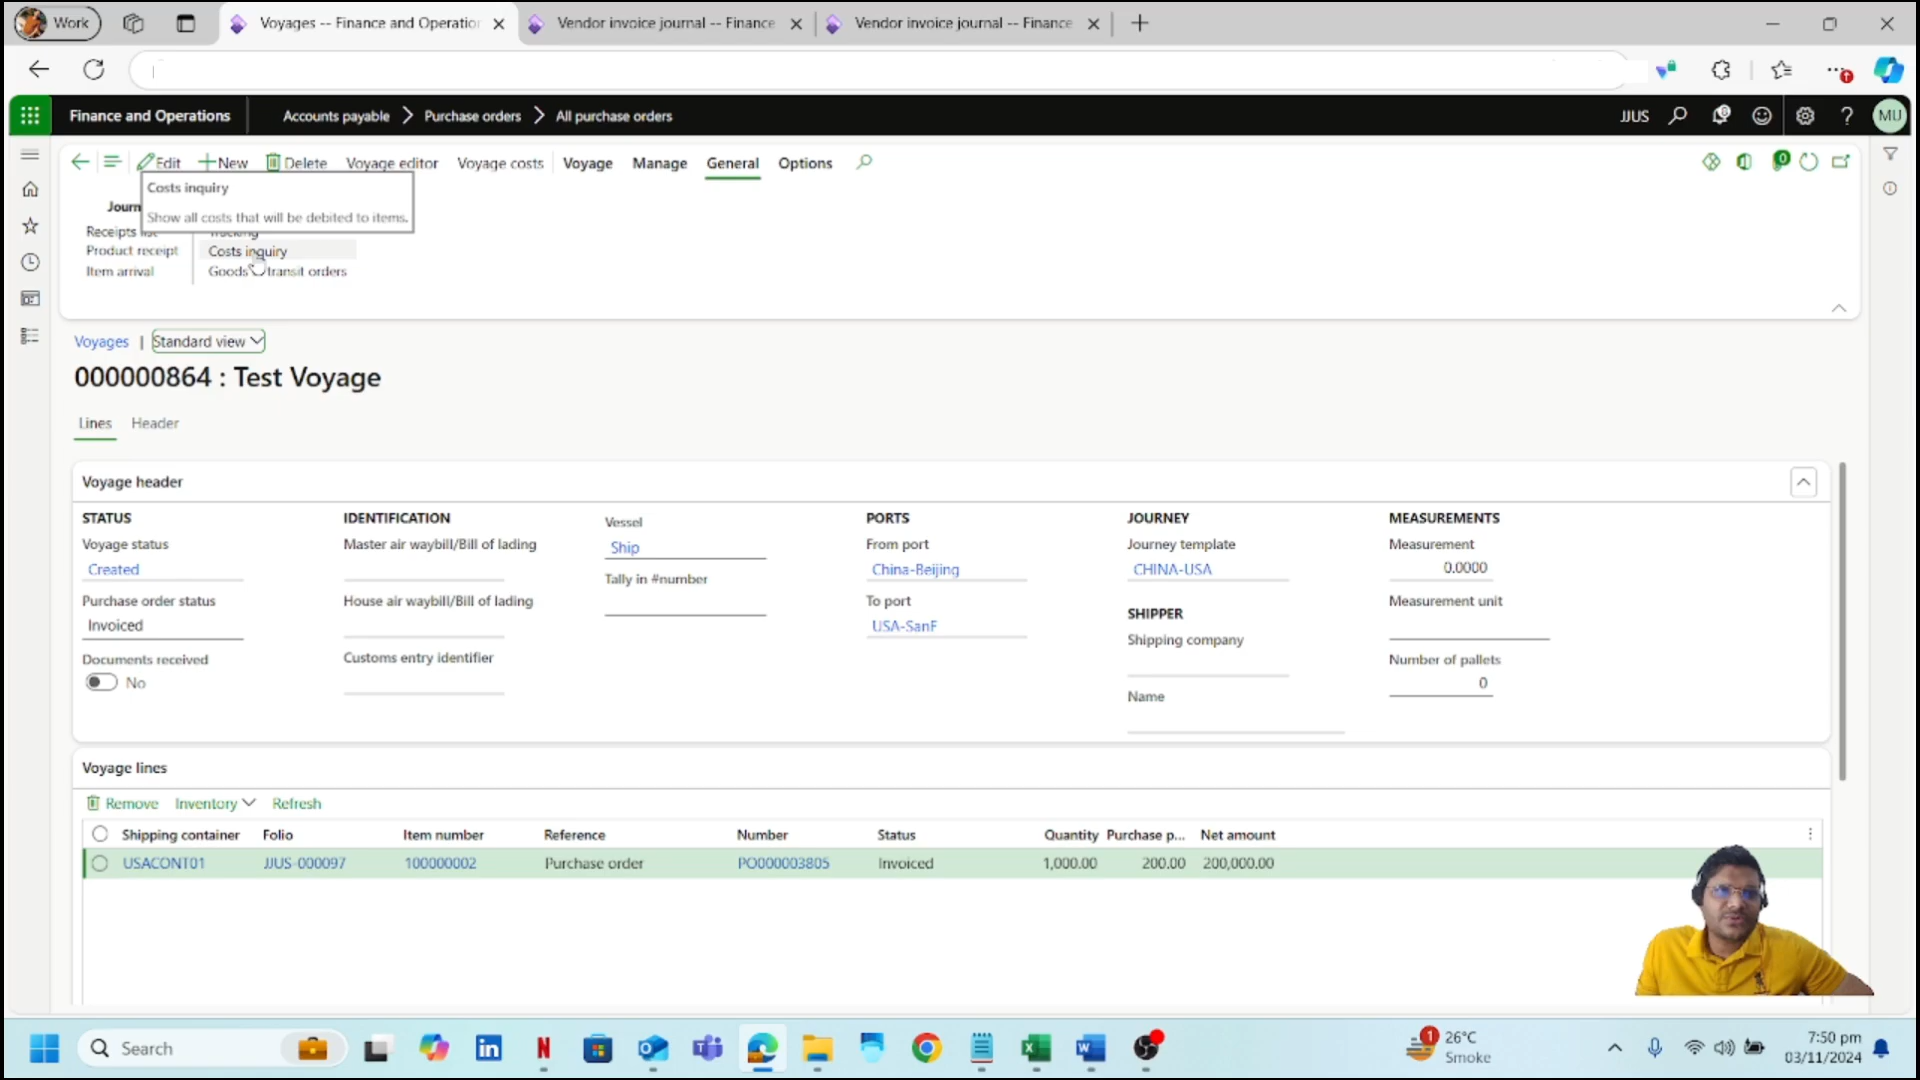 Work
Voyages -- Finance and Operation
Vendor invoice journal -- Finance
Vendor invoice journal -- Finance
Finance and Operations
Accounts payable > Purchase orders > All purchase orders
JJUS
MU
Edit
New
Delete
Voyage editor
Voyage costs
Voyage
Manage
General
Options
0
Costs inquiry
Show all costs that will be debited to items.
Journ
Receipts
Tracking
Product receipt
Costs inquiry
Item arrival
Goods transit orders
Voyages | Standard view
000000864 : Test Voyage
Lines
Header
Voyage header
STATUS
Voyage status
Created
Purchase order status
Invoiced
Documents received
No
IDENTIFICATION
Master air waybill/Bill of lading
House air waybill/Bill of lading
Customs entry identifier
Vessel
Ship
Tally in #number
PORTS
From port
China-Beijing
To port
USA-SanF
JOURNEY
Journey template
CHINA-USA
SHIPPER
Shipping company
Name
MEASUREMENTS
Measurement
0.0000
Measurement unit
Number of pallets
0
Voyage lines
Remove
Inventory
Refresh
Shipping container Folio Item number Reference Number Status Quantity Purchase p... Net amount
USACONT01 JJUS-000097 100000002 Purchase order PO000003805 Invoiced 1,000.00 200.00 200,000.00
Search
1
26°C
Smoke
7:50 pm
03/11/2024